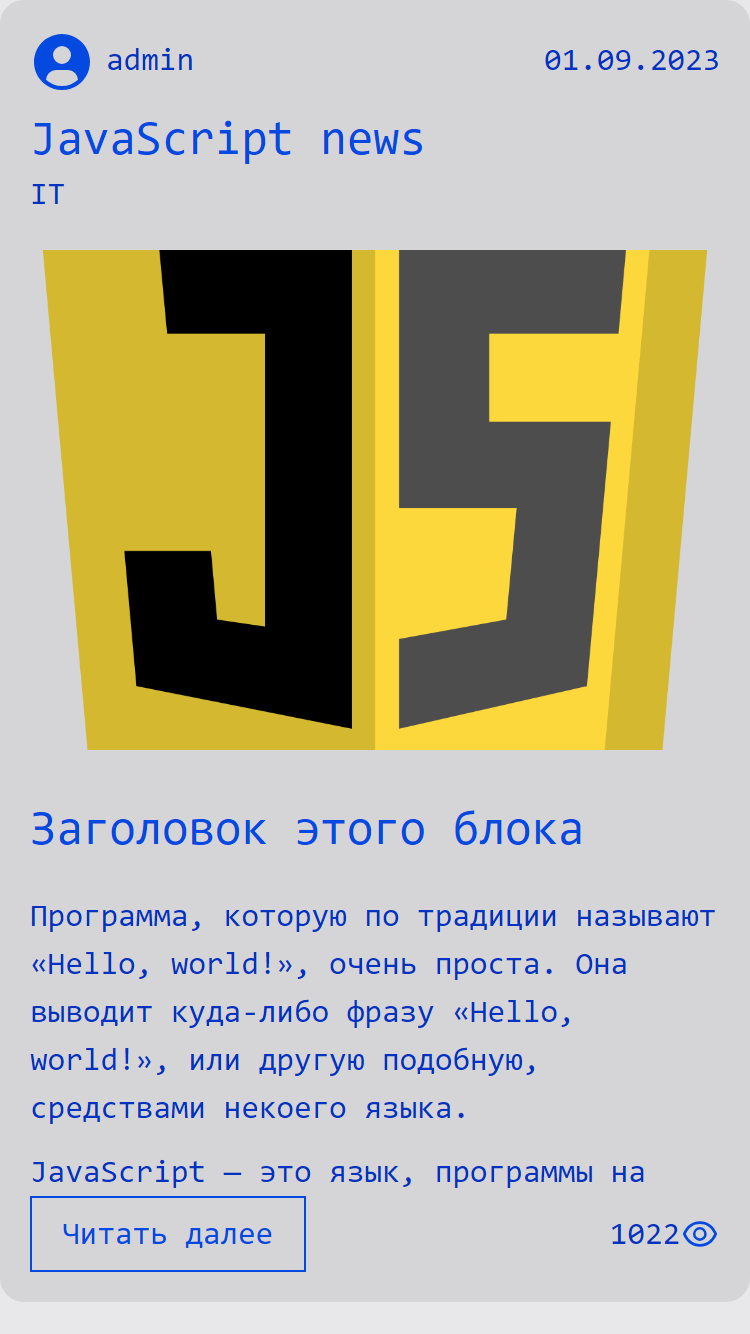 admin 01.09.2023
JavaScript news
IT
JS
Заголовок этого блока
Программа, которую по традиции называют
«Hello, world!», очень проста. Она
выводит куда-либо фразу «Hello,
world!», или другую подобную,
средствами некоего языка.
JavaScript – это язык, программы на
Читать далее 1022